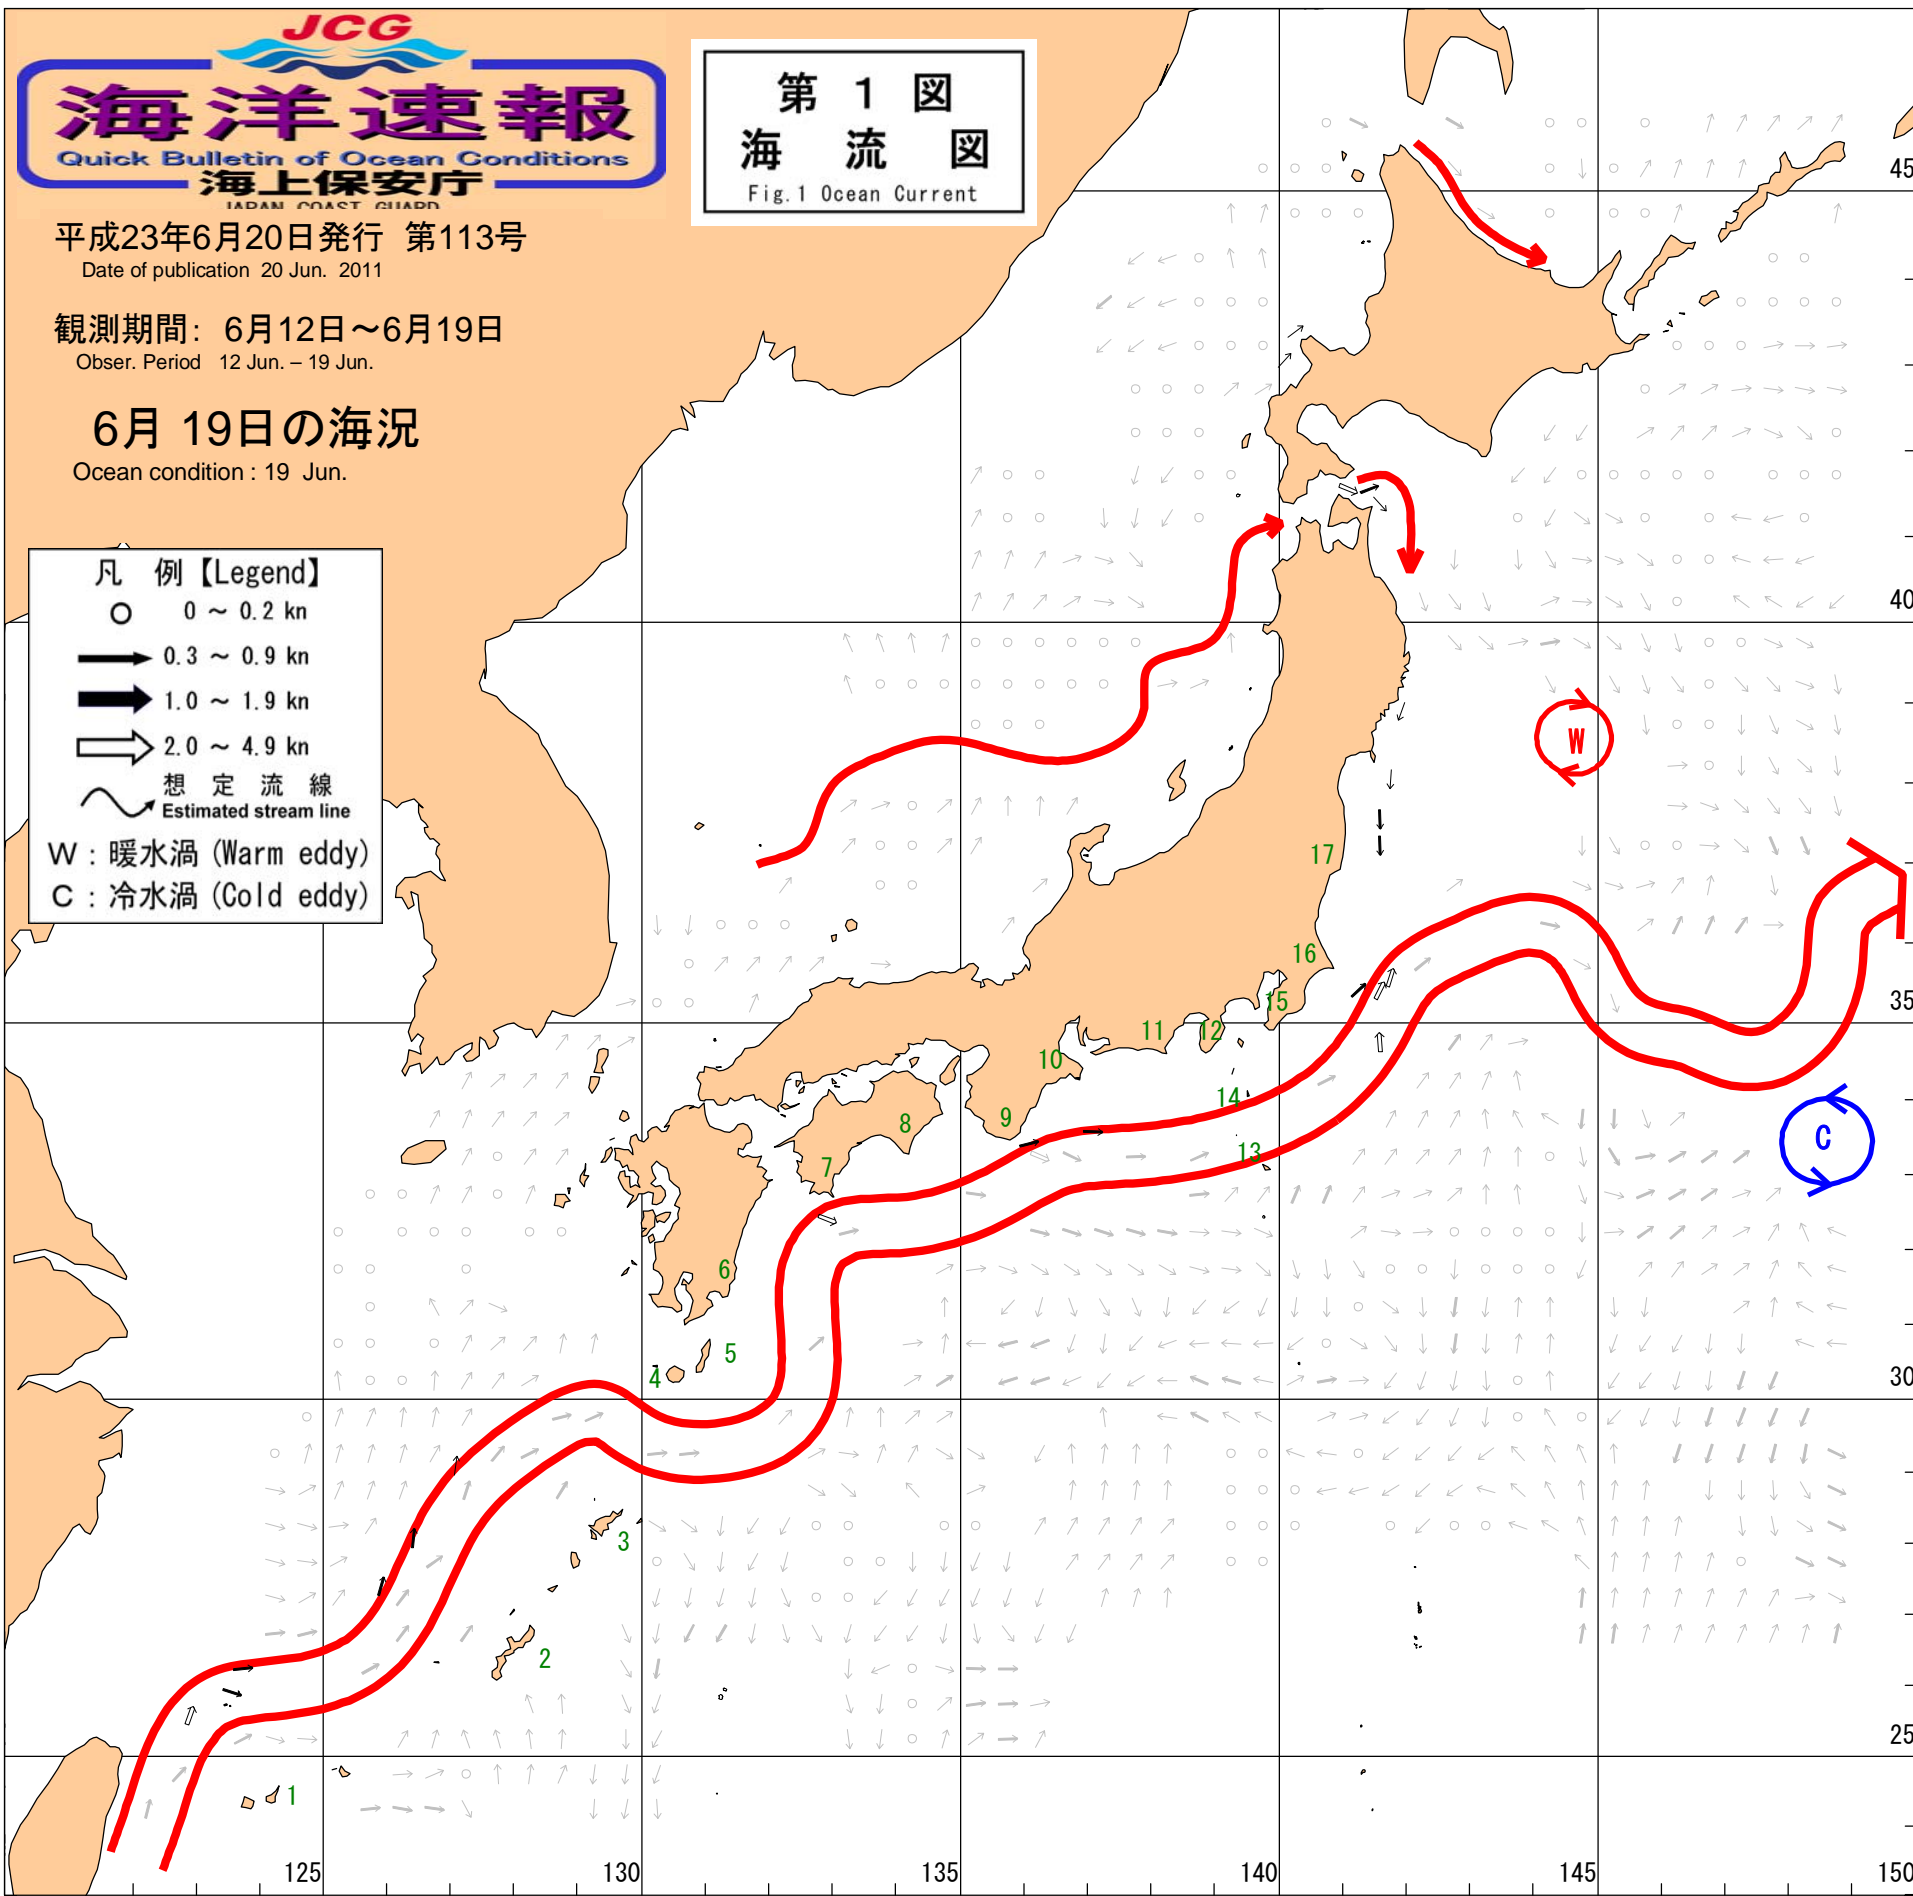 JCG
海洋速報
Quick Bulletin of Ocean Conditions
海上保安庁
JAPAN COAST GUARD
第 1 図
海 流 図
Fig.1 Ocean Current
平成23年6月20日発行 第113号
Date of publication 20 Jun. 2011
観測期間: 6月12日～6月19日
Obser. Period 12 Jun. – 19 Jun.
6月 19日の海況
Ocean condition : 19 Jun.
凡 例【Legend】
0 ～ 0.2 kn
0.3 ～ 0.9 kn
1.0 ～ 1.9 kn
2.0 ～ 4.9 kn
想 定 流 線
Estimated stream line
W : 暖水渦 (Warm eddy)
C : 冷水渦 (Cold eddy)
45
40
W
17
16
35
15
12
11
10
14
9
8
C
13
7
6
5
4
30
3
2
25
1
125
130
135
140
145
150